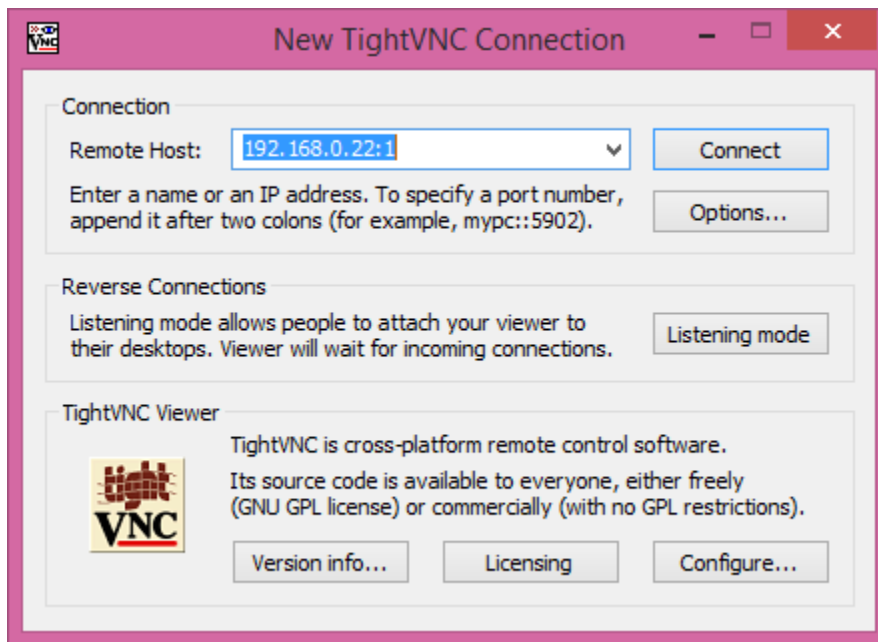 New TightVNC Connection
Connection
Remote Host: 192.168.0.22:1 Connect
Enter a name or an IP address. To specify a port number,
append it after two colons (for example, mypc::5902).
Options...
Reverse Connections
Listening mode allows people to attach your viewer to
their desktops. Viewer will wait for incoming connections.
Listening mode
TightVNC Viewer
TightVNC is cross-platform remote control software.
Its source code is available to everyone, either freely
(GNU GPL license) or commercially (with no GPL restrictions).
tight
VNC
Version info... Licensing Configure...